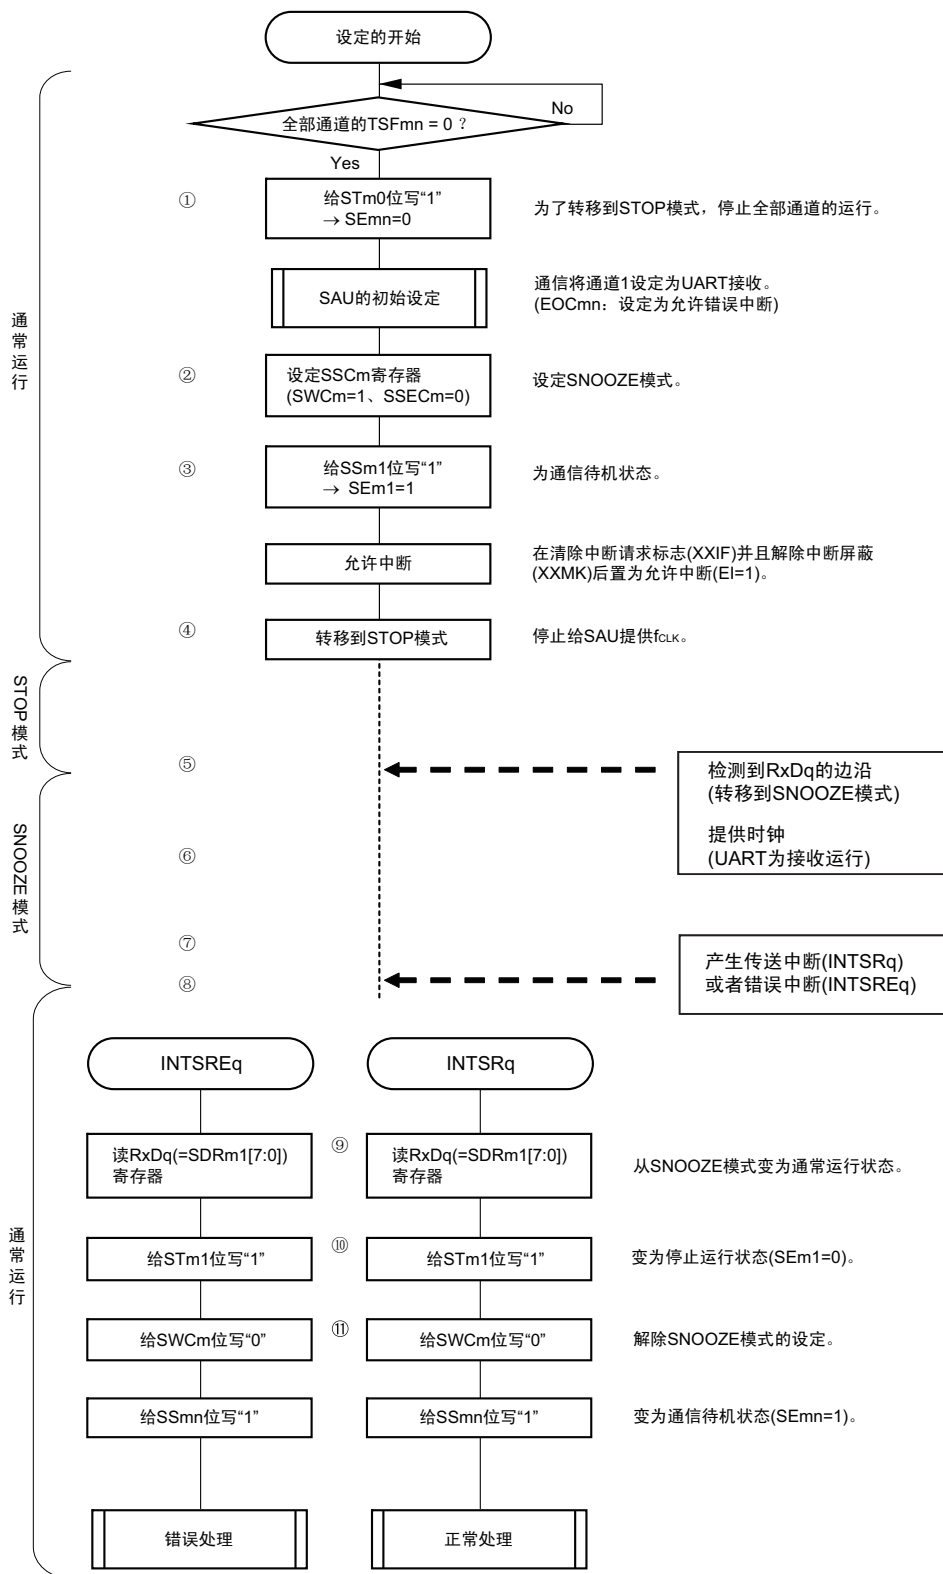 设定的开始
No
全部通道的TSFmn = 0 ?
Yes
①
给STm0位写“1”
→ SEmn=0
为了转移到STOP模式，停止全部通道的运行。
SAU的初始设定
通信将通道1设定为UART接收。
(EOCmn：设定为允许错误中断)
通常运行
②
设定SSCm寄存器
(SWCm=1、SSECm=0)
设定SNOOZE模式。
③
给SSm1位写“1”
→ SEm1=1
为通信待机状态。
允许中断
在清除中断请求标志(XXIF)并且解除中断屏蔽
(XXMK)后置为允许中断(EI=1)。
④
转移到STOP模式
停止给SAU提供fCLK。
STOP模式
⑤
检测到RxDq的边沿
(转移到SNOOZE模式)
提供时钟
(UART为接收运行)
SNOOZE模式
⑥
⑦
⑧
产生传送中断(INTSRq)
或者错误中断(INTSREq)
INTSREq
INTSRq
读RxDq(=SDRm1[7:0])
寄存器
⑨
读RxDq(=SDRm1[7:0])
寄存器
从SNOOZE模式变为通常运行状态。
通常运行
给STm1位写“1”
⑩
给STm1位写“1”
变为停止运行状态(SEm1=0)。
给SWCm位写“0”
⑪
给SWCm位写“0”
解除SNOOZE模式的设定。
给SSmn位写“1”
给SSmn位写“1”
变为通信待机状态(SEmn=1)。
错误处理
正常处理